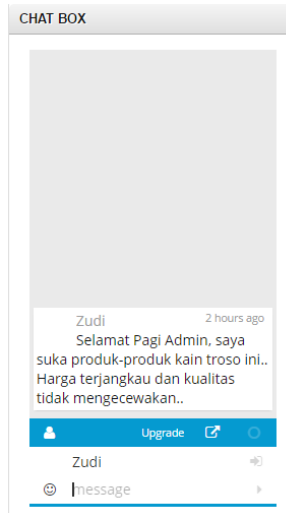 CHAT BOX
Zudi 2 hours ago
Selamat Pagi Admin, saya
suka produk-produk kain troso ini..
Harga terjangkau dan kualitas
tidak mengecewakan..
Upgrade
Zudi
message